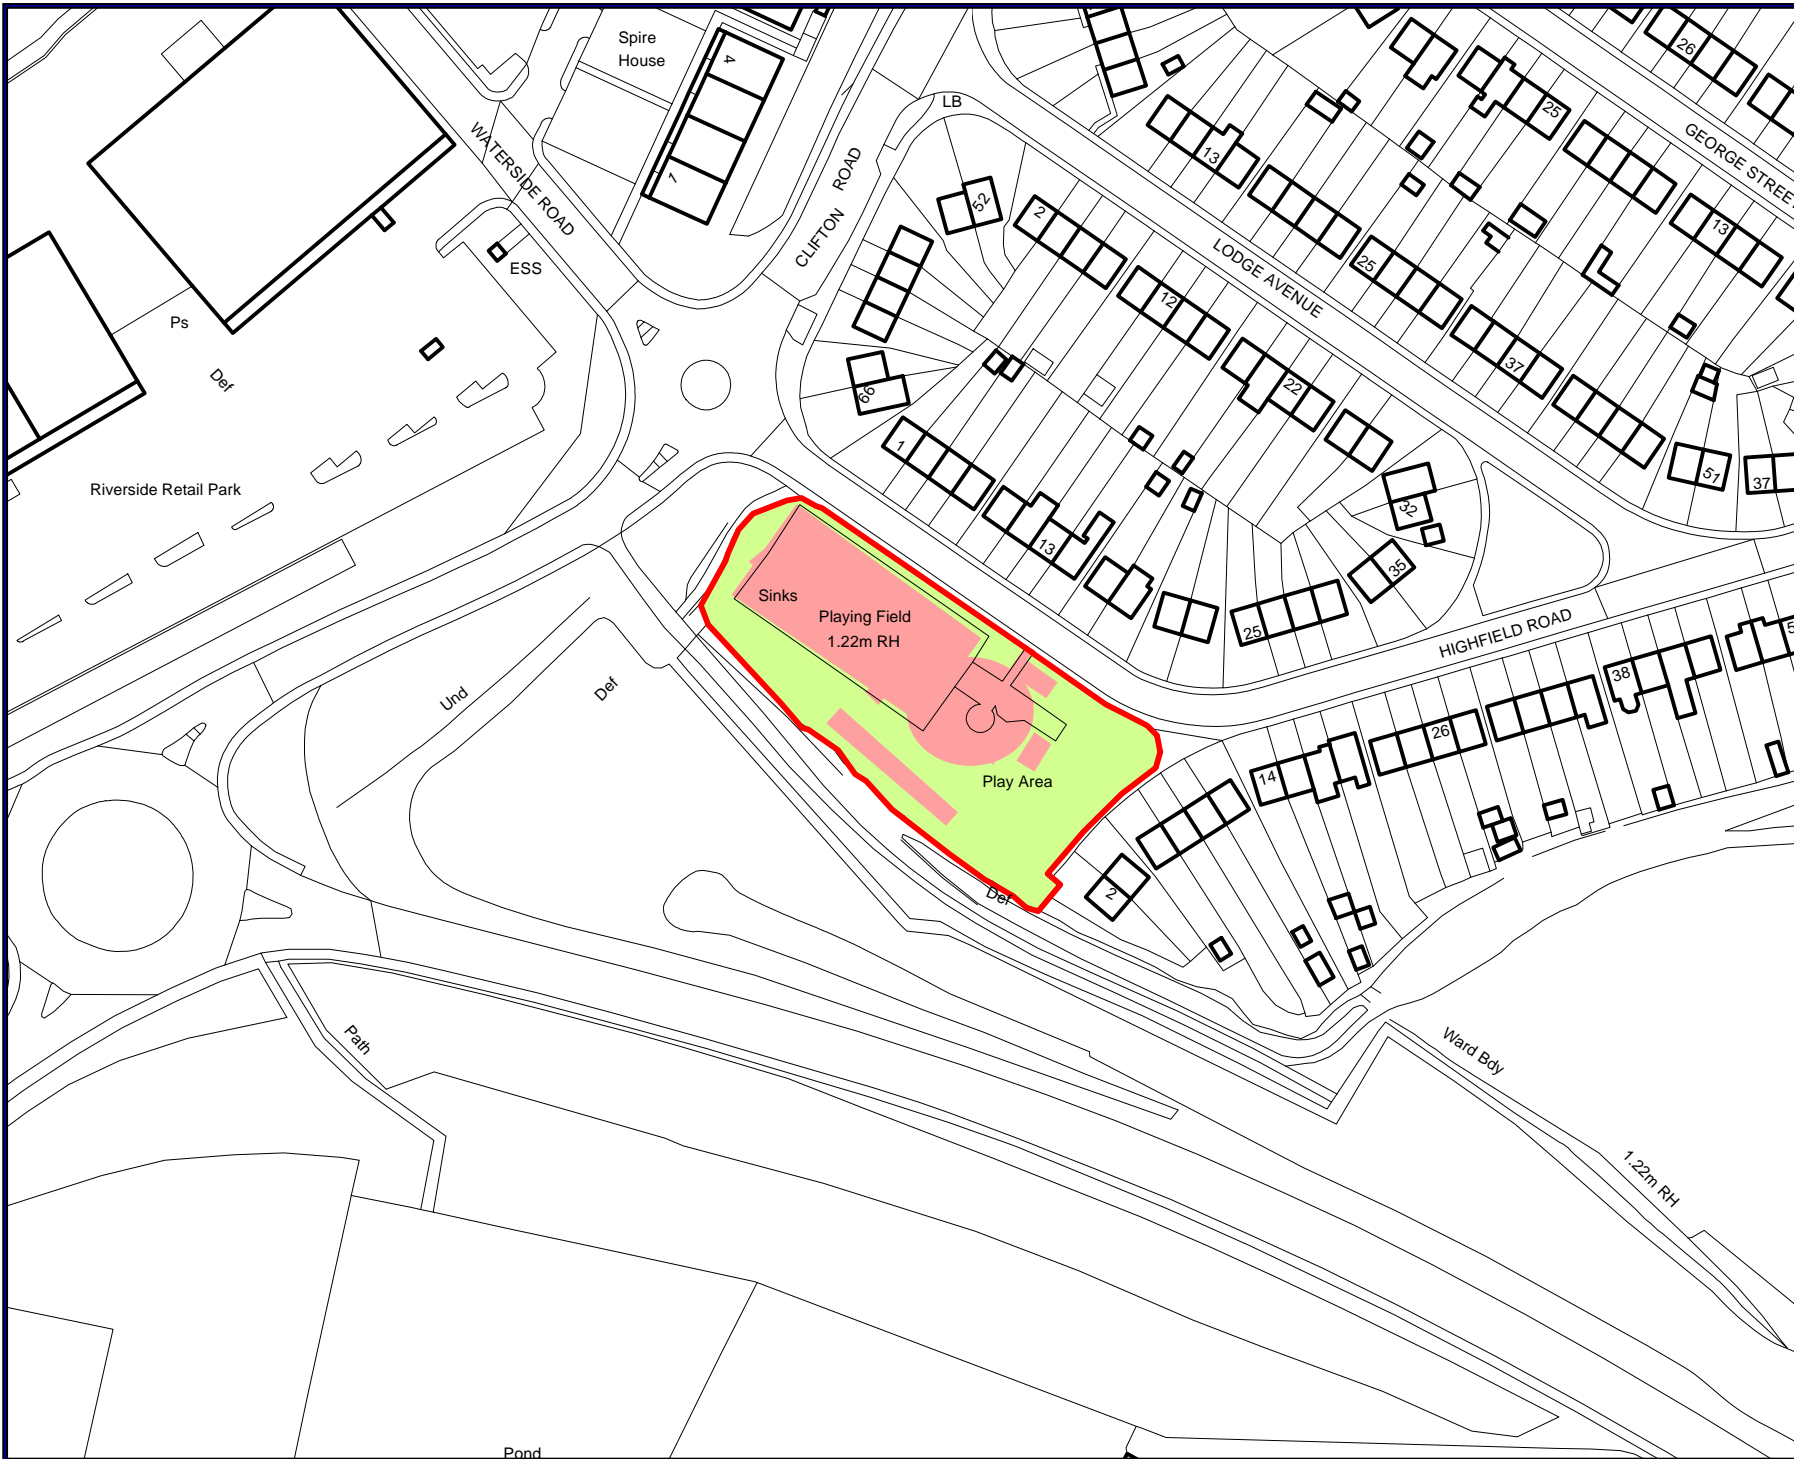 Spire
House
4
7
26
25
GEORGE STREET
LB
13
WATERSIDE ROAD
CLIFTON ROAD
52
2
13
LODGE AVENUE
25
ESS
Ps
12
Def
22
37
66
1
51
37
Riverside Retail Park
32
13
35
Sinks
Playing Field
1.22m RH
25
HIGHFIELD ROAD
5
38
Und
Def
26
14
Play Area
2
Def
Path
Ward Bdy
1.22m RH
Pond